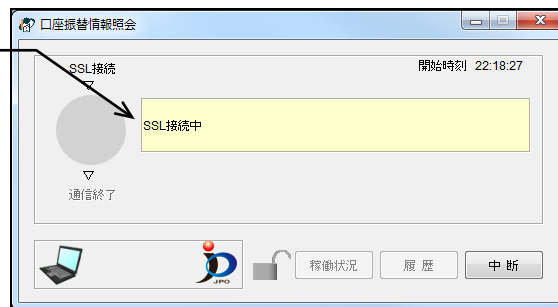 口座振替情報照会
SSL接続
開始時刻 22:18:27
▽
SSL接続中
▽
通信終了
JPO
稼働状況
履 歴
中 断